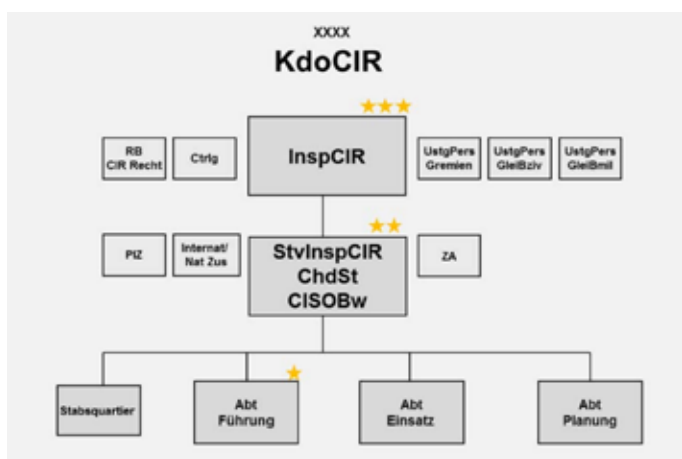 XXXX
KdoCIR
RB
CIR Recht
Ctrlg
InspCIR
UstgPers
Gremien
UstgPers
GleiBziv
UstgPers
GleiBmil
PIZ
Internat/
Nat Zus
StvInspCIR
ChdSt
CISOBw
ZA
Stabsquartier
Abt
Führung
Abt
Einsatz
Abt
Planung